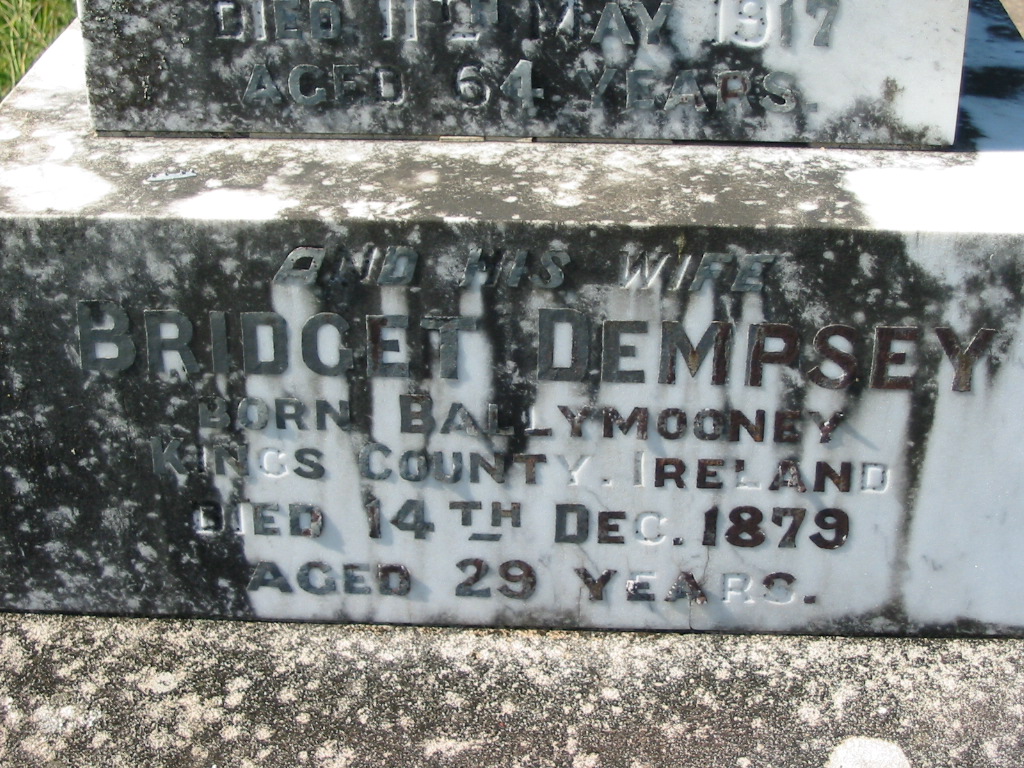 DIED 11TH MAY 1917
AGED 64 YEARS.
AND HIS WIFE
BRIDGET DEMPSEY
BORN BALLYMOONEY
KINGS COUNTY. IRELAND
DIED 14TH DEC. 1879
AGED 29 YEARS.